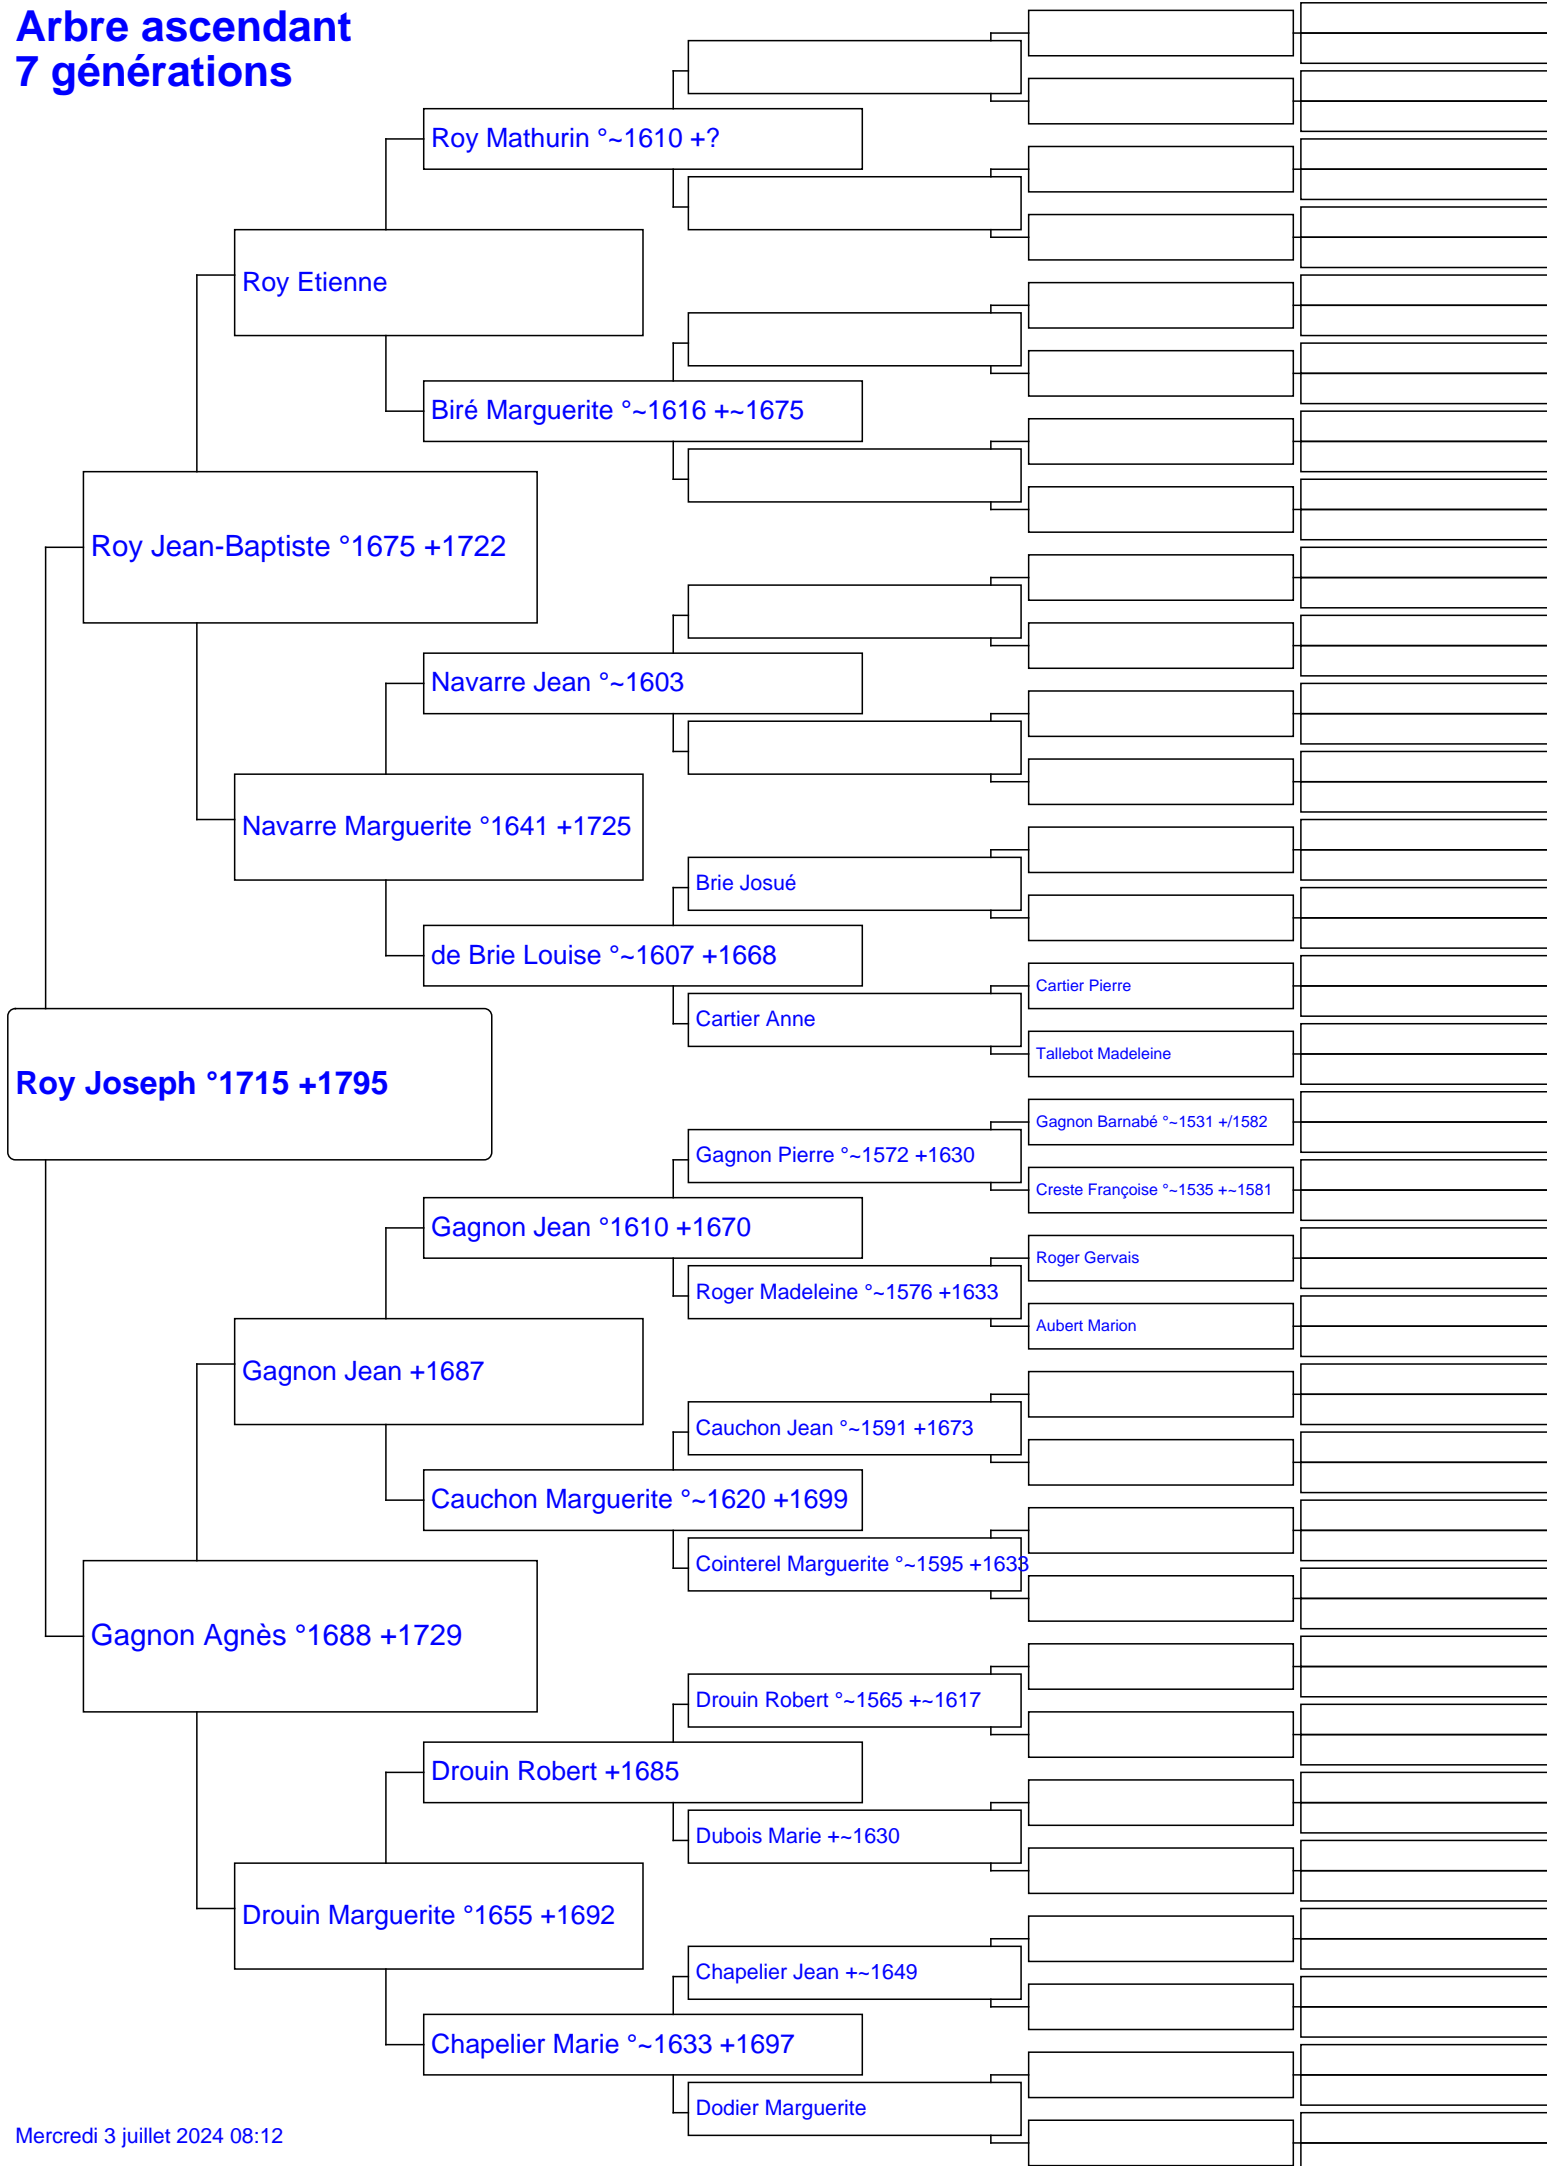 Arbre ascendant
7 générations
Roy Mathurin °~1610 +?
Roy Etienne
Biré Marguerite °~1616 +~1675
Roy Jean-Baptiste °1675 +1722
Navarre Jean °~1603
Navarre Marguerite °1641 +1725
Brie Josué
de Brie Louise °~1607 +1668
Cartier Pierre
Cartier Anne
Tallebot Madeleine
Roy Joseph °1715 +1795
Gagnon Barnabé °~1531 +/1582
Gagnon Pierre °~1572 +1630
Creste Françoise °~1535 +~1581
Gagnon Jean °1610 +1670
Roger Gervais
Roger Madeleine °~1576 +1633
Aubert Marion
Gagnon Jean +1687
Cauchon Jean °~1591 +1673
Cauchon Marguerite °~1620 +1699
Cointerel Marguerite °~1595 +1633
Gagnon Agnès °1688 +1729
Drouin Robert °~1565 +~1617
Drouin Robert +1685
Dubois Marie +~1630
Drouin Marguerite °1655 +1692
Chapelier Jean +~1649
Chapelier Marie °~1633 +1697
Dodier Marguerite
Mercredi 3 juillet 2024 08:12